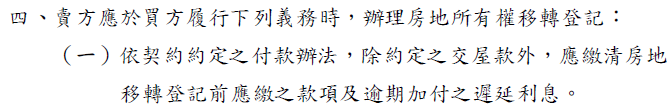 四、賣方應於買方履行下列義務時，辦理房地所有權移轉登記：
（一）依契約約定之付款辦法，除約定之交屋款外，應繳清房地
移轉登記前應繳之款項及逾期加付之遲延利息。